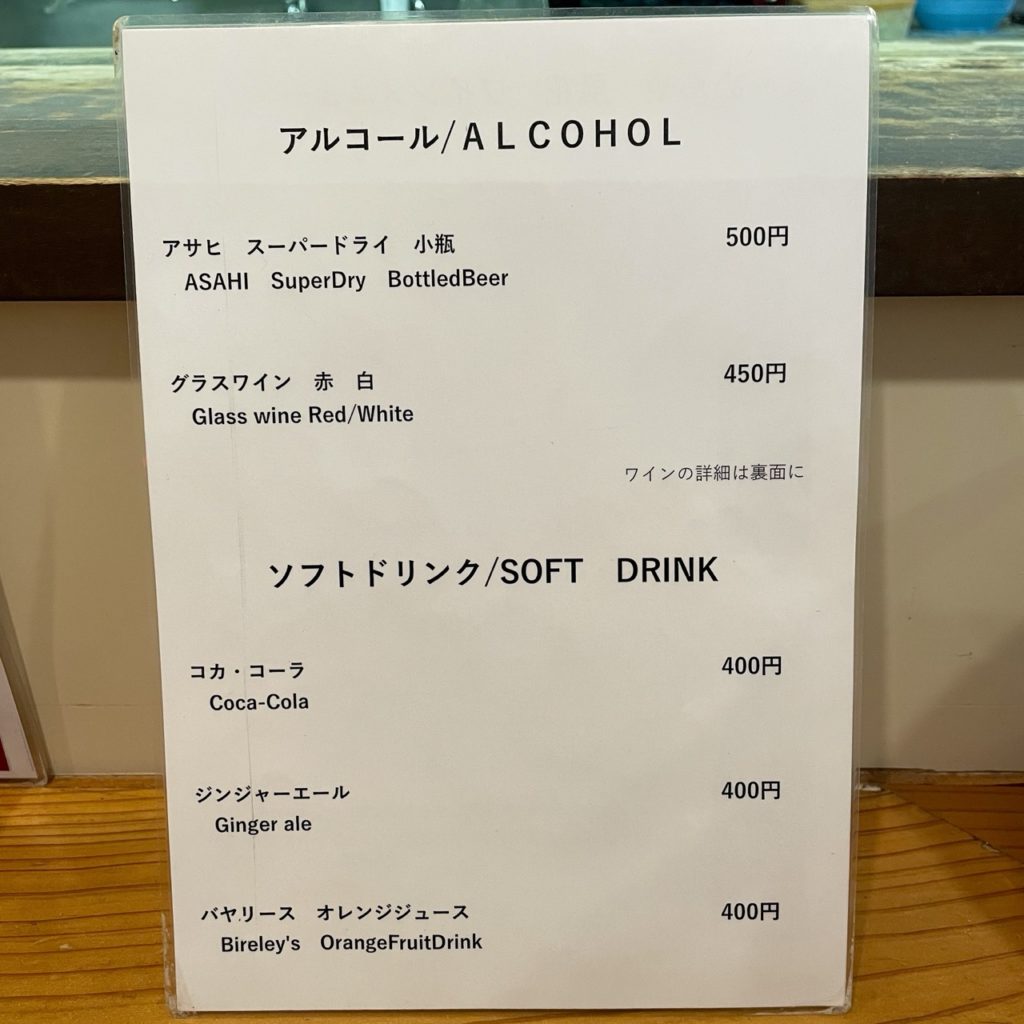 アルコール/ＡＬＣＯＨＯＬ
アサヒ　スーパードライ　小瓶　500円
ASAHI　SuperDry　BottledBeer
グラスワイン　赤　白　450円
Glass wine Red/White
ワインの詳細は裏面に
ソフトドリンク/SOFT　DRINK
コカ・コーラ　400円
Coca-Cola
ジンジャーエール　400円
Ginger ale
バヤリース　オレンジジュース　400円
Bireley's　OrangeFruitDrink